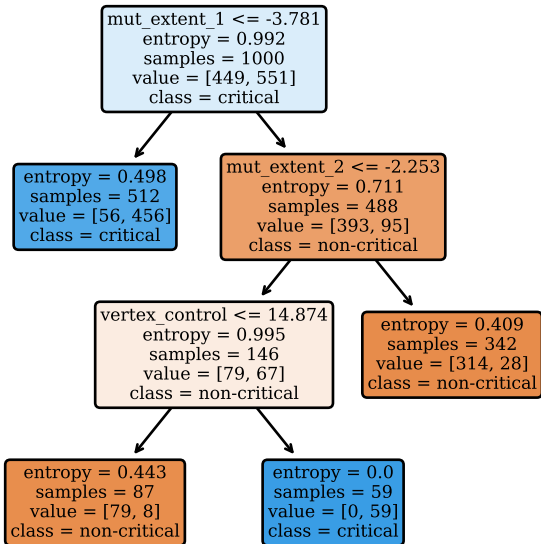 mut_extent_1 <= -3.781
entropy = 0.992
samples = 1000
value = [449, 551]
class = critical
entropy = 0.498
samples = 512
value = [56, 456]
class = critical
mut_extent_2 <= -2.253
entropy = 0.711
samples = 488
value = [393, 95]
class = non-critical
vertex_control <= 14.874
entropy = 0.995
samples = 146
value = [79, 67]
class = non-critical
entropy = 0.409
samples = 342
value = [314, 28]
class = non-critical
entropy = 0.443
samples = 87
value = [79, 8]
class = non-critical
entropy = 0.0
samples = 59
value = [0, 59]
class = critical